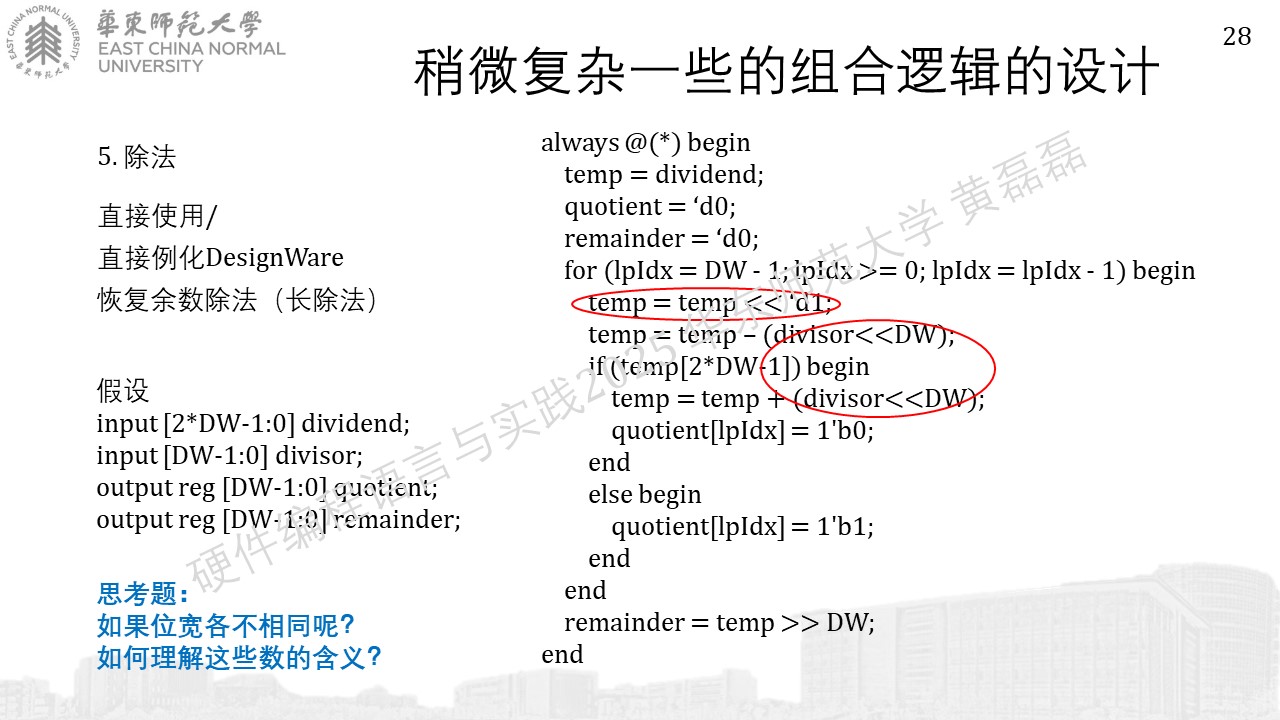 華東師範大學
EAST CHINA NORMAL
UNIVERSITY
EAST CHINA NORMAL UNIVERSITY
華東师范大学
28
稍微复杂一些的组合逻辑的设计
5. 除法
直接使用/
直接例化DesignWare
恢复余数除法（长除法）
假设
input [2*DW-1:0] dividend;
input [DW-1:0] divisor;
output reg [DW-1:0] quotient;
output reg [DW-1:0] remainder;
思考题：
如果位宽各不相同呢？
如何理解这些数的含义？
always @(*) begin
temp = dividend;
quotient = ‘d0;
remainder = ‘d0;
for (lpIdx = DW - 1; lpIdx >= 0; lpIdx = lpIdx - 1) begin
temp = temp << ‘d1;
temp = temp – (divisor<<DW);
if (temp[2*DW-1]) begin
temp = temp + (divisor<<DW);
quotient[lpIdx] = 1'b0;
end
else begin
quotient[lpIdx] = 1'b1;
end
end
remainder = temp >> DW;
end
硬件编程语言与实践2025 华东师范大学 黄磊磊